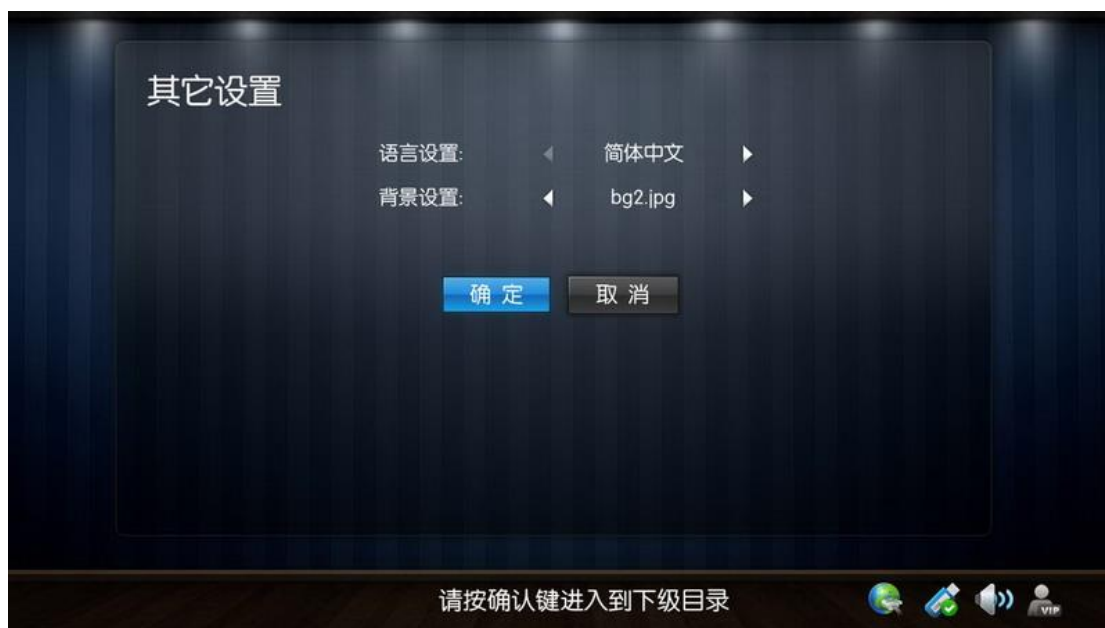 其它设置
语言设置: 简体中文
背景设置: bg2.jpg
确定 取消
请按确认键进入到下级目录
VIP